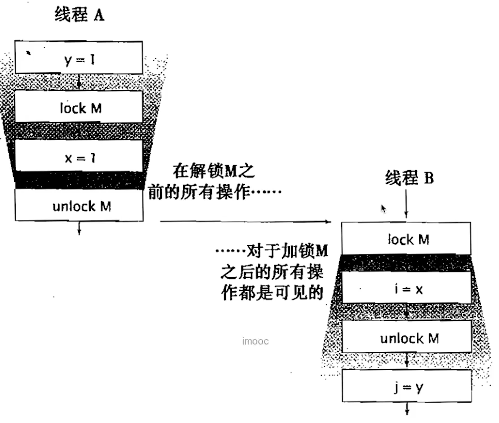 线程 A
y = 1
lock M
x = 1
unlock M
在解锁M之
前的所有操作……
线程 B
lock M
……对于加锁M
之后的所有操
作都是可见的
i = x
unlock M
j = y
imooc